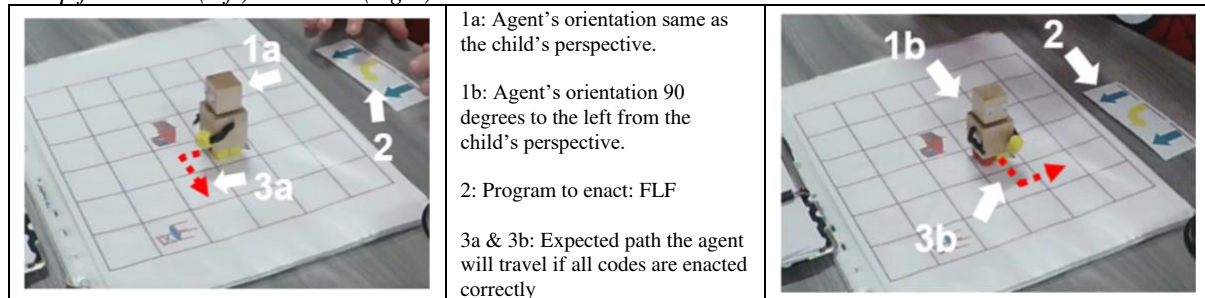 1a
2
3a
1a: Agent's orientation same as
the child's perspective.
1b: Agent's orientation 90
degrees to the left from the
child's perspective.
2: Program to enact: FLF
3a & 3b: Expected path the agent
will travel if all codes are enacted
correctly
1b
2
3b